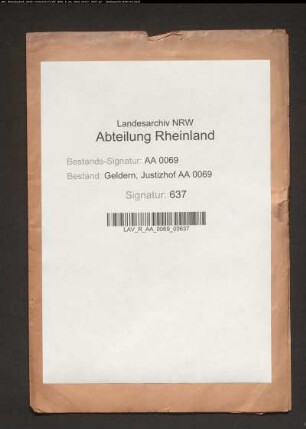 Landesarchiv NRW
Abteilung Rheinland
Bestands-Signatur: AA 0069
Bestand: Geldern, Justizhof AA 0069
Signatur: 637
LAV_R_AA_0069_00637